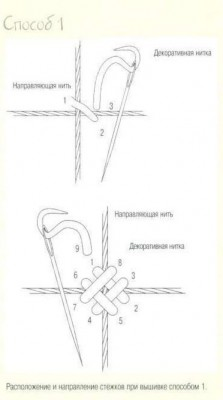 Способ 1
Декоративная нитка
Направляющая нить
1
3
2
Направляющая нить
Декоративная нитка
9
1
8
6
3
7
2
4
5
Расположение и направление стежков при вышивке способом 1.